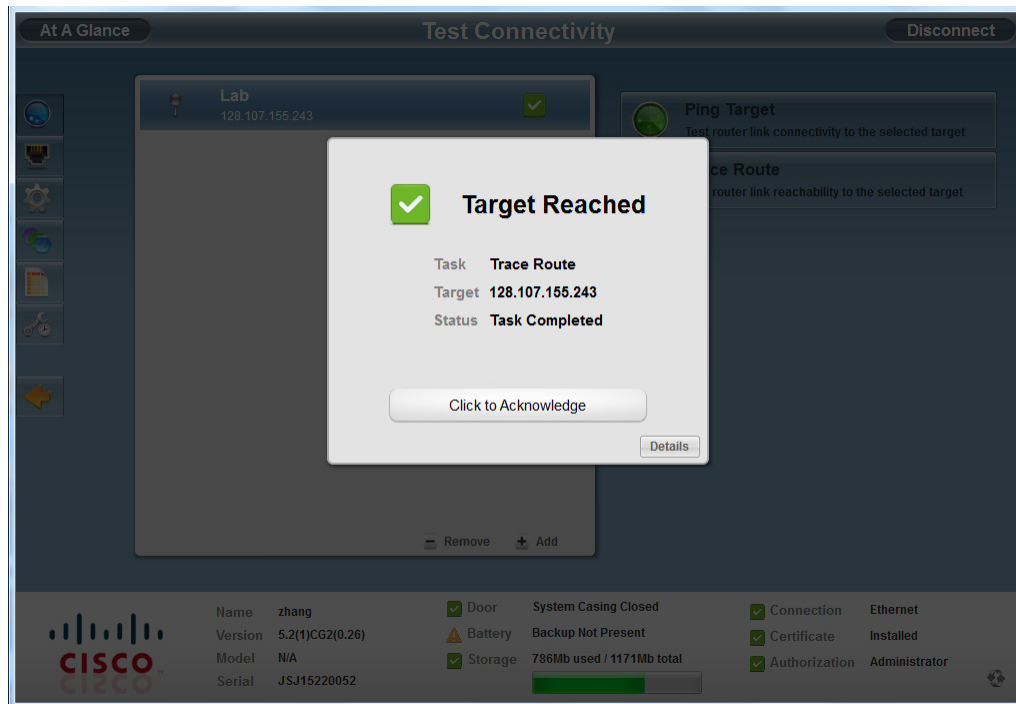 At A Glance
Test Connectivity
Disconnect
Lab
128.107.155.243
Ping Target
Test router link connectivity to the selected target
ce Route
router link reachability to the selected target
Target Reached
Task Trace Route
Target 128.107.155.243
Status Task Completed
Click to Acknowledge
Details
Remove Add
CISCO
Name zhang
Version 5.2(1)CG2(0.26)
Model N/A
Serial JSJ15220052
Door System Casing Closed
Battery Backup Not Present
Storage 786Mb used / 1171Mb total
Connection Ethernet
Certificate Installed
Authorization Administrator